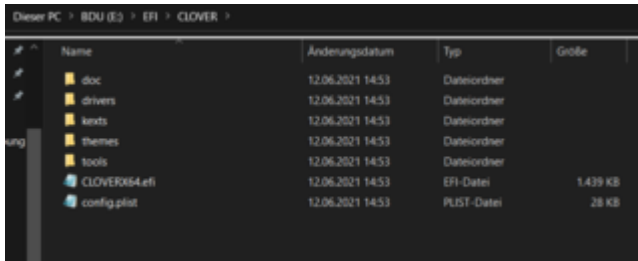 Dieser PC > BDU (E:) > EFI > CLOVER >
Name Änderungsdatum Typ Größe
doc 12.06.2021 14:53 Dateiordner
drivers 12.06.2021 14:53 Dateiordner
kexts 12.06.2021 14:53 Dateiordner
themes 12.06.2021 14:53 Dateiordner
tools 12.06.2021 14:53 Dateiordner
CLOVERX64.efi 12.06.2021 14:53 EFI-Datei 1.439 KB
config.plist 12.06.2021 14:53 PLIST-Datei 28 KB